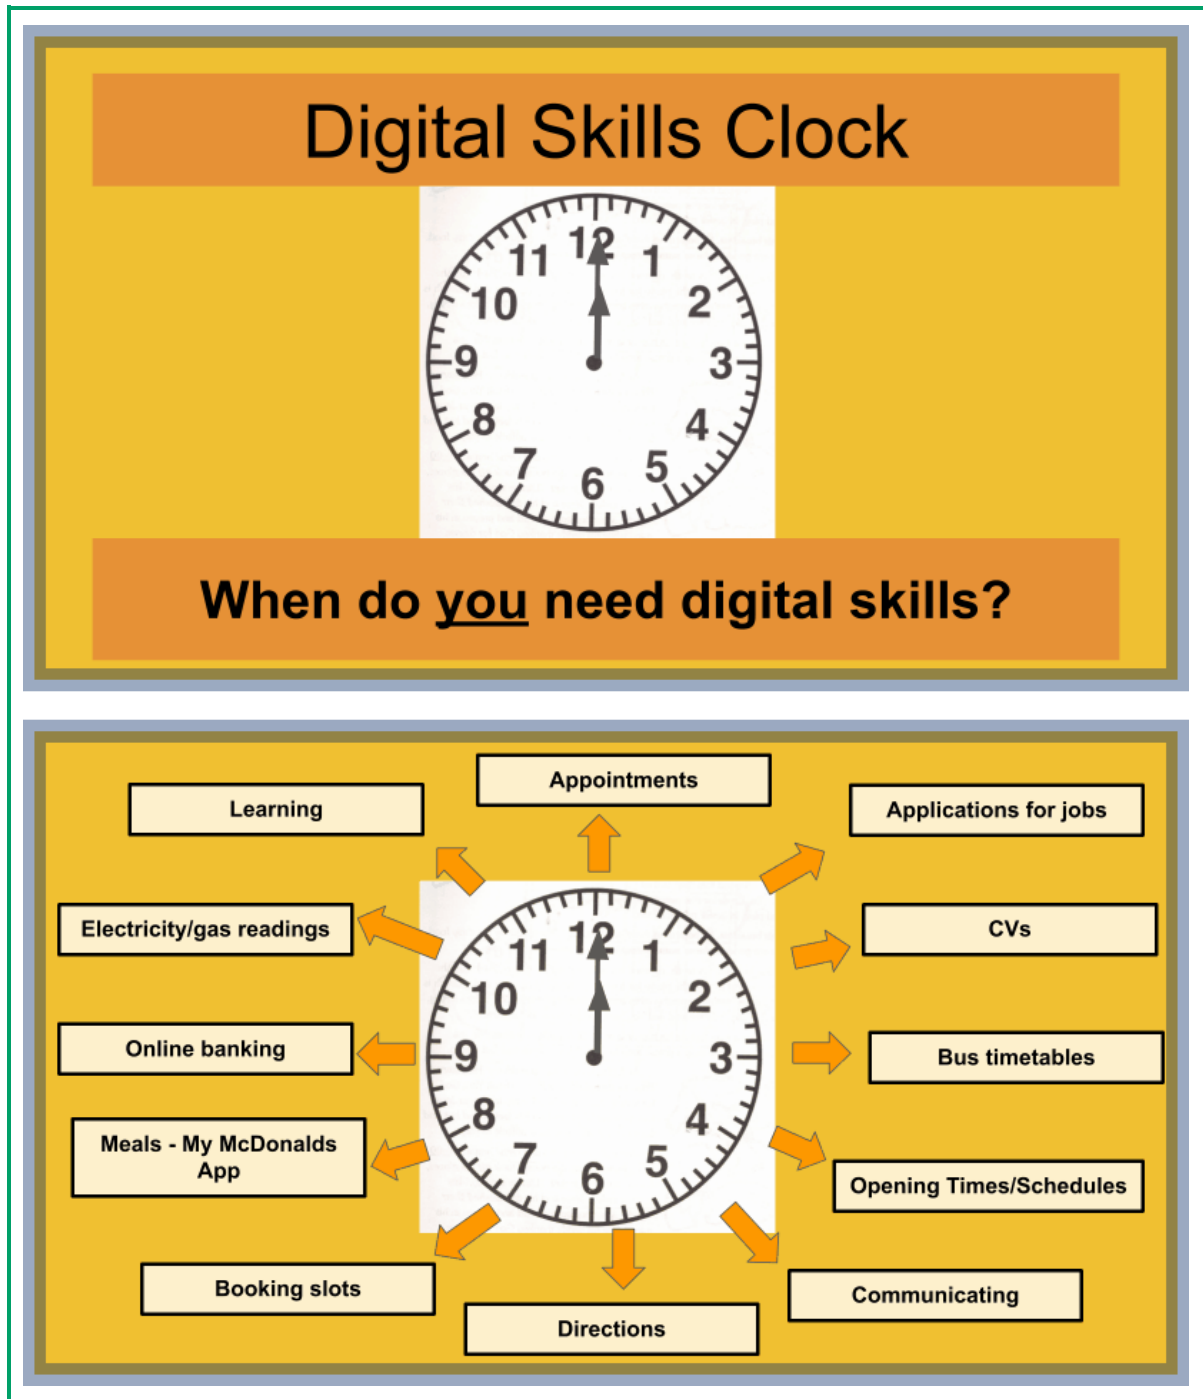 Digital Skills Clock
12
11
1
10
2
9
3
8
4
7
5
6
When do you need digital skills?
Appointments
Learning
Applications for jobs
Electricity/gas readings
CVs
Online banking
Bus timetables
Meals - My McDonalds
App
Opening Times/Schedules
Booking slots
Communicating
Directions
12
11
1
10
2
9
3
8
4
7
5
6